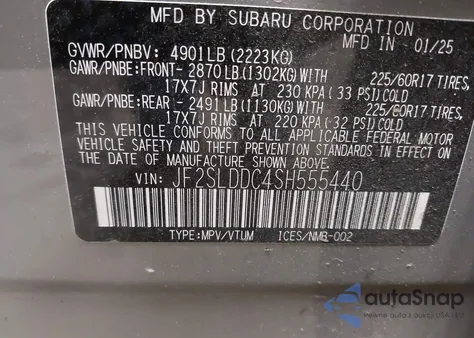 MFD BY SUBARU CORPORATION
MFD IN 01/25
GVWR/PNBV: 4901LB(2223KG)
GAWR/PNBE:FRONT- 2870LB(1302KG)WITH 225/60R17 TIRES,
17X7J RIMS AT 230 KPA (33 PSI)COLD
GAWR/PNBE:REAR - 2491LB(1130KG)WITH 225/60R17 TIRES,
17X7J RIMS AT 220 KPA (32 PSI)COLD
THIS VEHICLE CONFORMS TO ALL APPLICABLE FEDERAL MOTOR
VEHICLE SAFETY AND THEFT PREVENTION STANDARDS IN EFFECT ON
THE DATE OF MANUFACTURE SHOWN ABOVE.
VIN: JF2SLDDC4SH555440
TYPE:MPV/VTUM ICES/NMB-002
autoSnap
Pewne auta z USA i EU